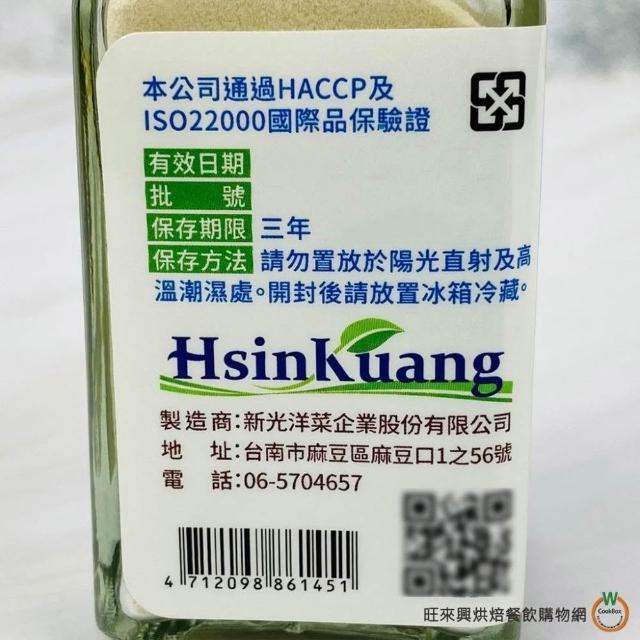 本公司通過HACCP及
ISO22000國際品保驗證
有效日期
批 號
保存期限 三年
保存方法 請勿置放於陽光直射及高
溫潮濕處。開封後請放置冰箱冷藏。
HsinKuang
製造商:新光洋菜企業股份有限公司
地 址:台南市麻豆區麻豆口1之56號
電 話:06-5704657
4 712098 861451
旺來興烘焙餐飲購物網
W
CookBox